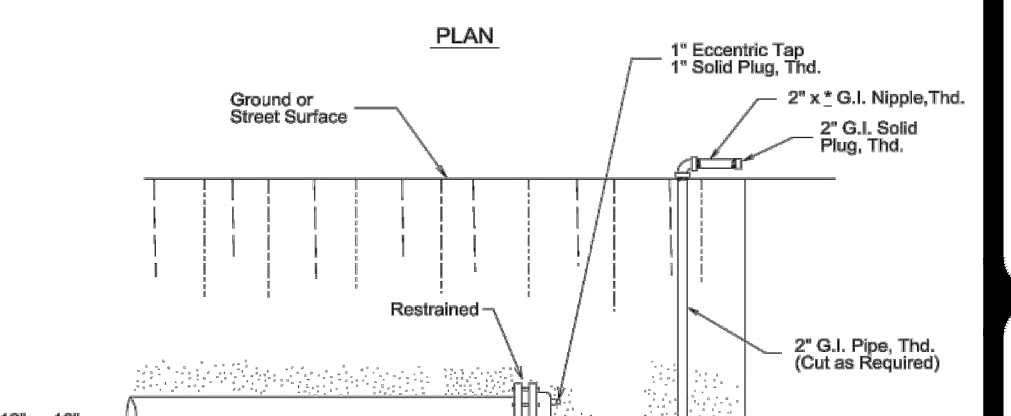 PLAN
1" Eccentric Tap
1" Solid Plug, Thd.
Ground or
Street Surface
2" x * G.I. Nipple,Thd.
2" G.I. Solid
Plug, Thd.
Restrained
2" G.I. Pipe, Thd.
(Cut as Required)